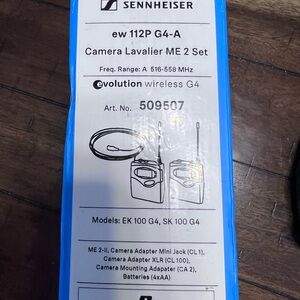 SENNHEISER
ew 112P G4-A
Camera Lavalier ME 2 Set
Freq. Range: A 516-558 MHz
evolution wireless G4
Art. No. 509507
Models: EK 100 G4, SK 100 G4
ME 2-II, Camera Adapter Mini Jack (CL 1),
Camera Adapter XLR (CL 100),
Camera Mounting Adapater (CA 2),
Batteries (4xAA)